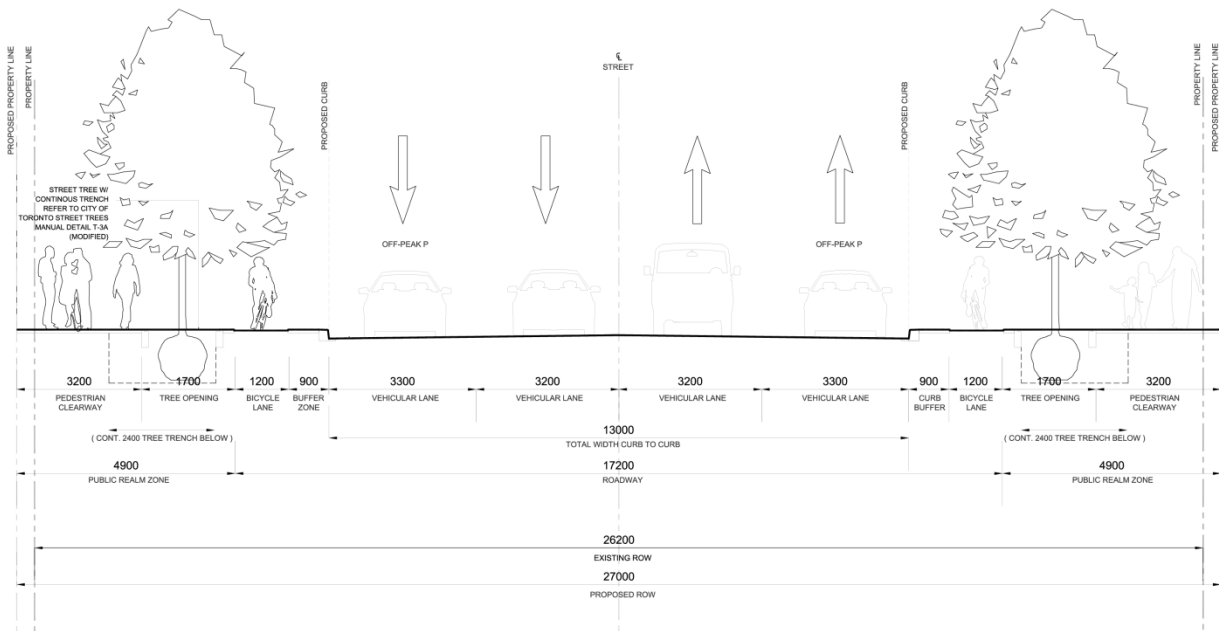 PROPOSED PROPERTY LINE
PROPERTY LINE
PROPOSED CURB
℄
STREET
PROPOSED CURB
PROPERTY LINE
PROPOSED PROPERTY LINE
STREET TREE W/
CONTINOUS TRENCH
REFER TO CITY OF
TORONTO STREET TREES
MANUAL DETAIL T-3A
(MODIFIED)
OFF-PEAK P
OFF-PEAK P
3200
PEDESTRIAN
CLEARWAY
1700
TREE OPENING
1200
BICYCLE
LANE
900
BUFFER
ZONE
3300
VEHICULAR LANE
3200
VEHICULAR LANE
3200
VEHICULAR LANE
3300
VEHICULAR LANE
900
CURB
BUFFER
1200
BICYCLE
LANE
1700
TREE OPENING
3200
PEDESTRIAN
CLEARWAY
( CONT. 2400 TREE TRENCH BELOW )
13000
TOTAL WIDTH CURB TO CURB
( CONT. 2400 TREE TRENCH BELOW )
4900
PUBLIC REALM ZONE
17200
ROADWAY
4900
PUBLIC REALM ZONE
26200
EXISTING ROW
27000
PROPOSED ROW